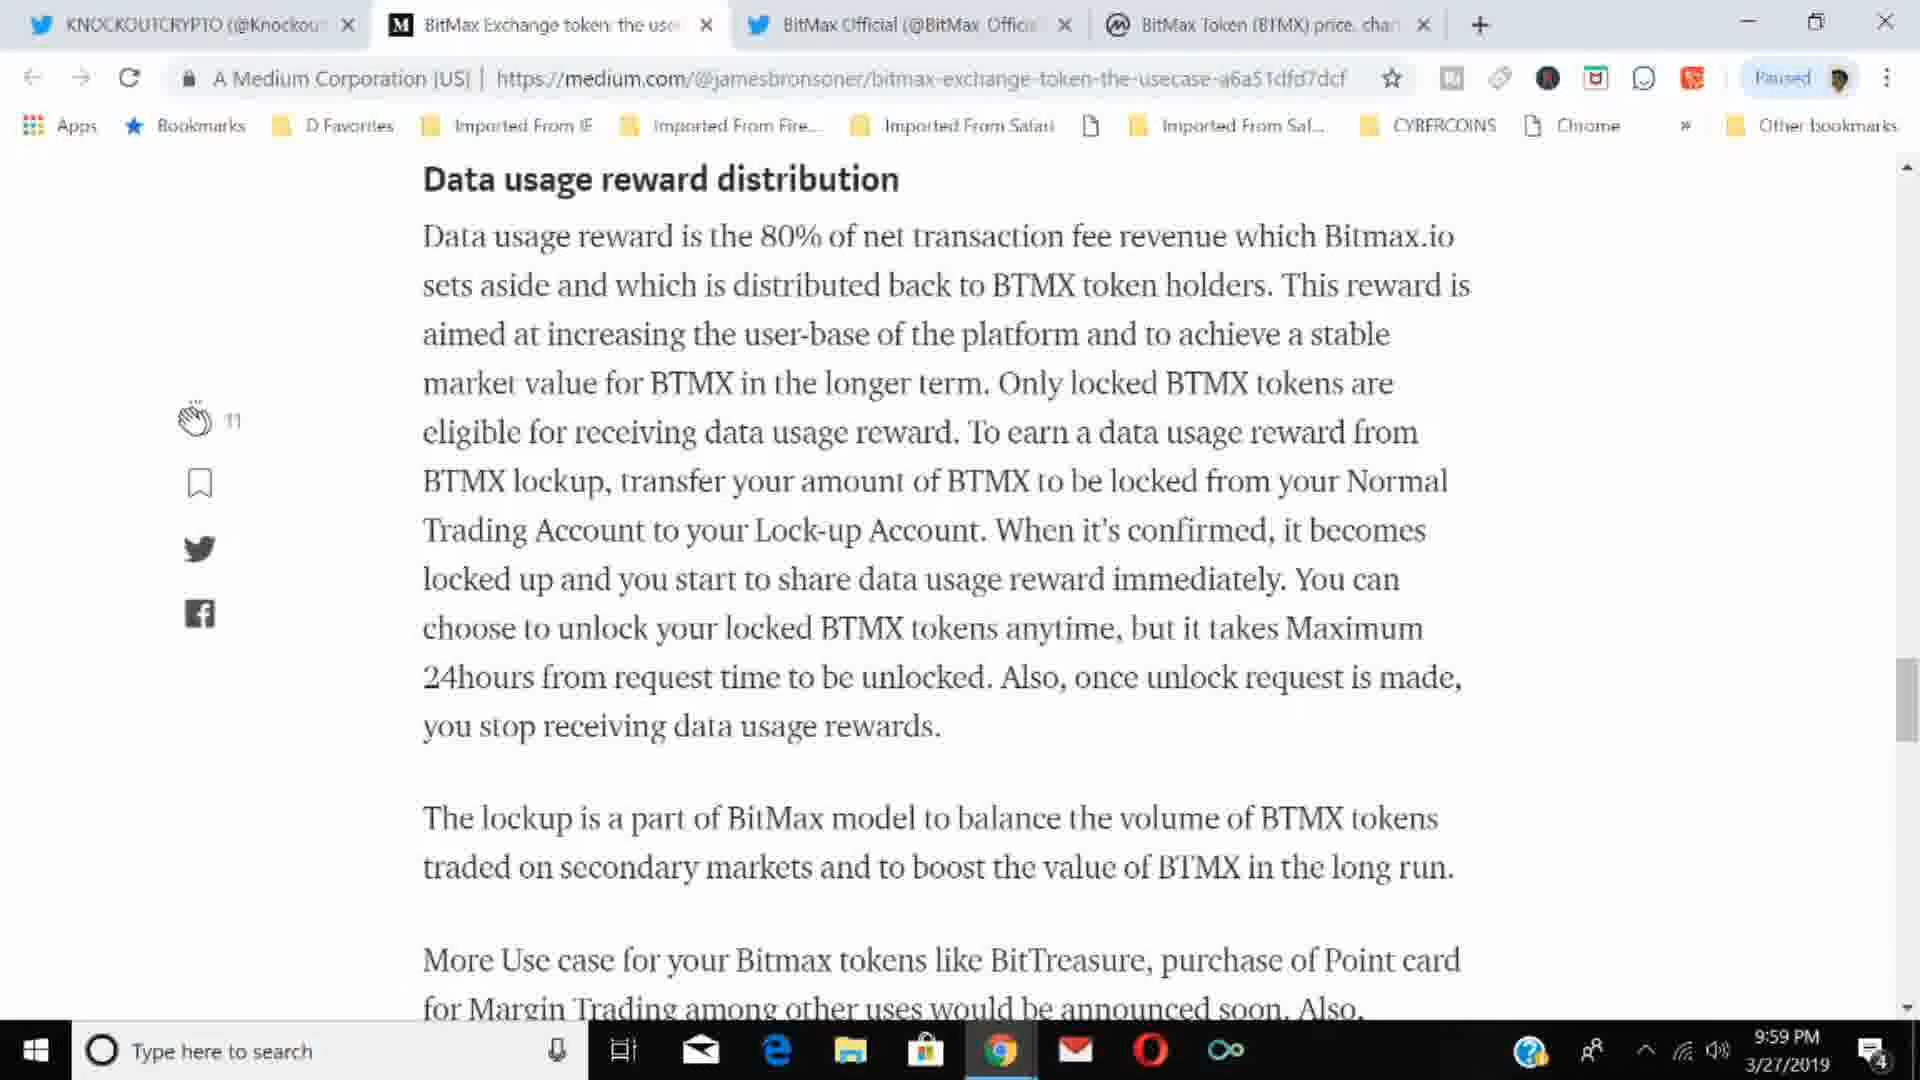 KNOCKOUTCRYPTO (@Knockout
BitMax Exchange token: the use
BitMax Official (@BitMax_Officia
BitMax Token (BTMX) price, char
A Medium Corporation [US] | https://medium.com/@jamesbronsoner/bitmax-exchange-token-the-usecase-a6a51dfd7dcf
Paused
Apps
Bookmarks
D Favorites
Imported From IE
Imported From Fire...
Imported From Safari
Imported From Saf...
CYBERCOINS
Chrome
»
Other bookmarks
Data usage reward distribution
Data usage reward is the 80% of net transaction fee revenue which Bitmax.io
sets aside and which is distributed back to BTMX token holders. This reward is
aimed at increasing the user-base of the platform and to achieve a stable
market value for BTMX in the longer term. Only locked BTMX tokens are
eligible for receiving data usage reward. To earn a data usage reward from
BTMX lockup, transfer your amount of BTMX to be locked from your Normal
Trading Account to your Lock-up Account. When it's confirmed, it becomes
locked up and you start to share data usage reward immediately. You can
choose to unlock your locked BTMX tokens anytime, but it takes Maximum
24hours from request time to be unlocked. Also, once unlock request is made,
you stop receiving data usage rewards.
11
The lockup is a part of BitMax model to balance the volume of BTMX tokens
traded on secondary markets and to boost the value of BTMX in the long run.
More Use case for your Bitmax tokens like BitTreasure, purchase of Point card
for Margin Trading among other uses would be announced soon. Also,
Type here to search
9:59 PM
3/27/2019
4